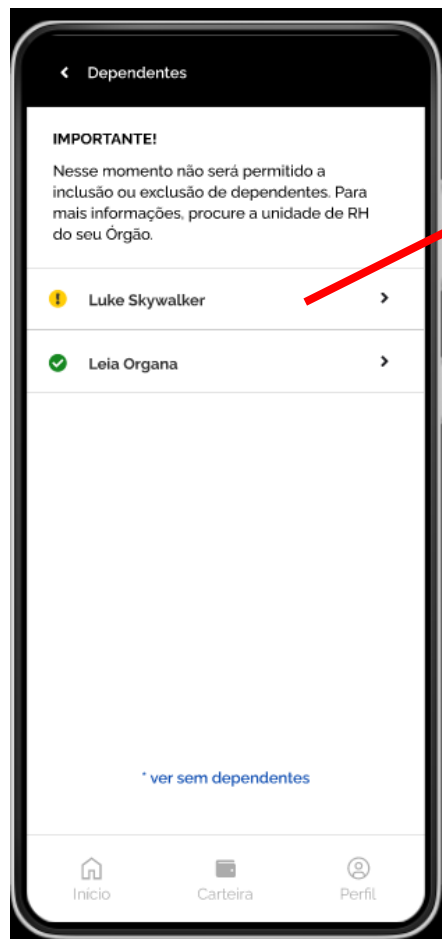 Dependentes
IMPORTANTE!
Nesse momento não será permitido a
inclusão ou exclusão de dependentes. Para
mais informações, procure a unidade de RH
do seu Órgão.
Luke Skywalker
Leia Organa
* ver sem dependentes
Início
Carteira
Perfil